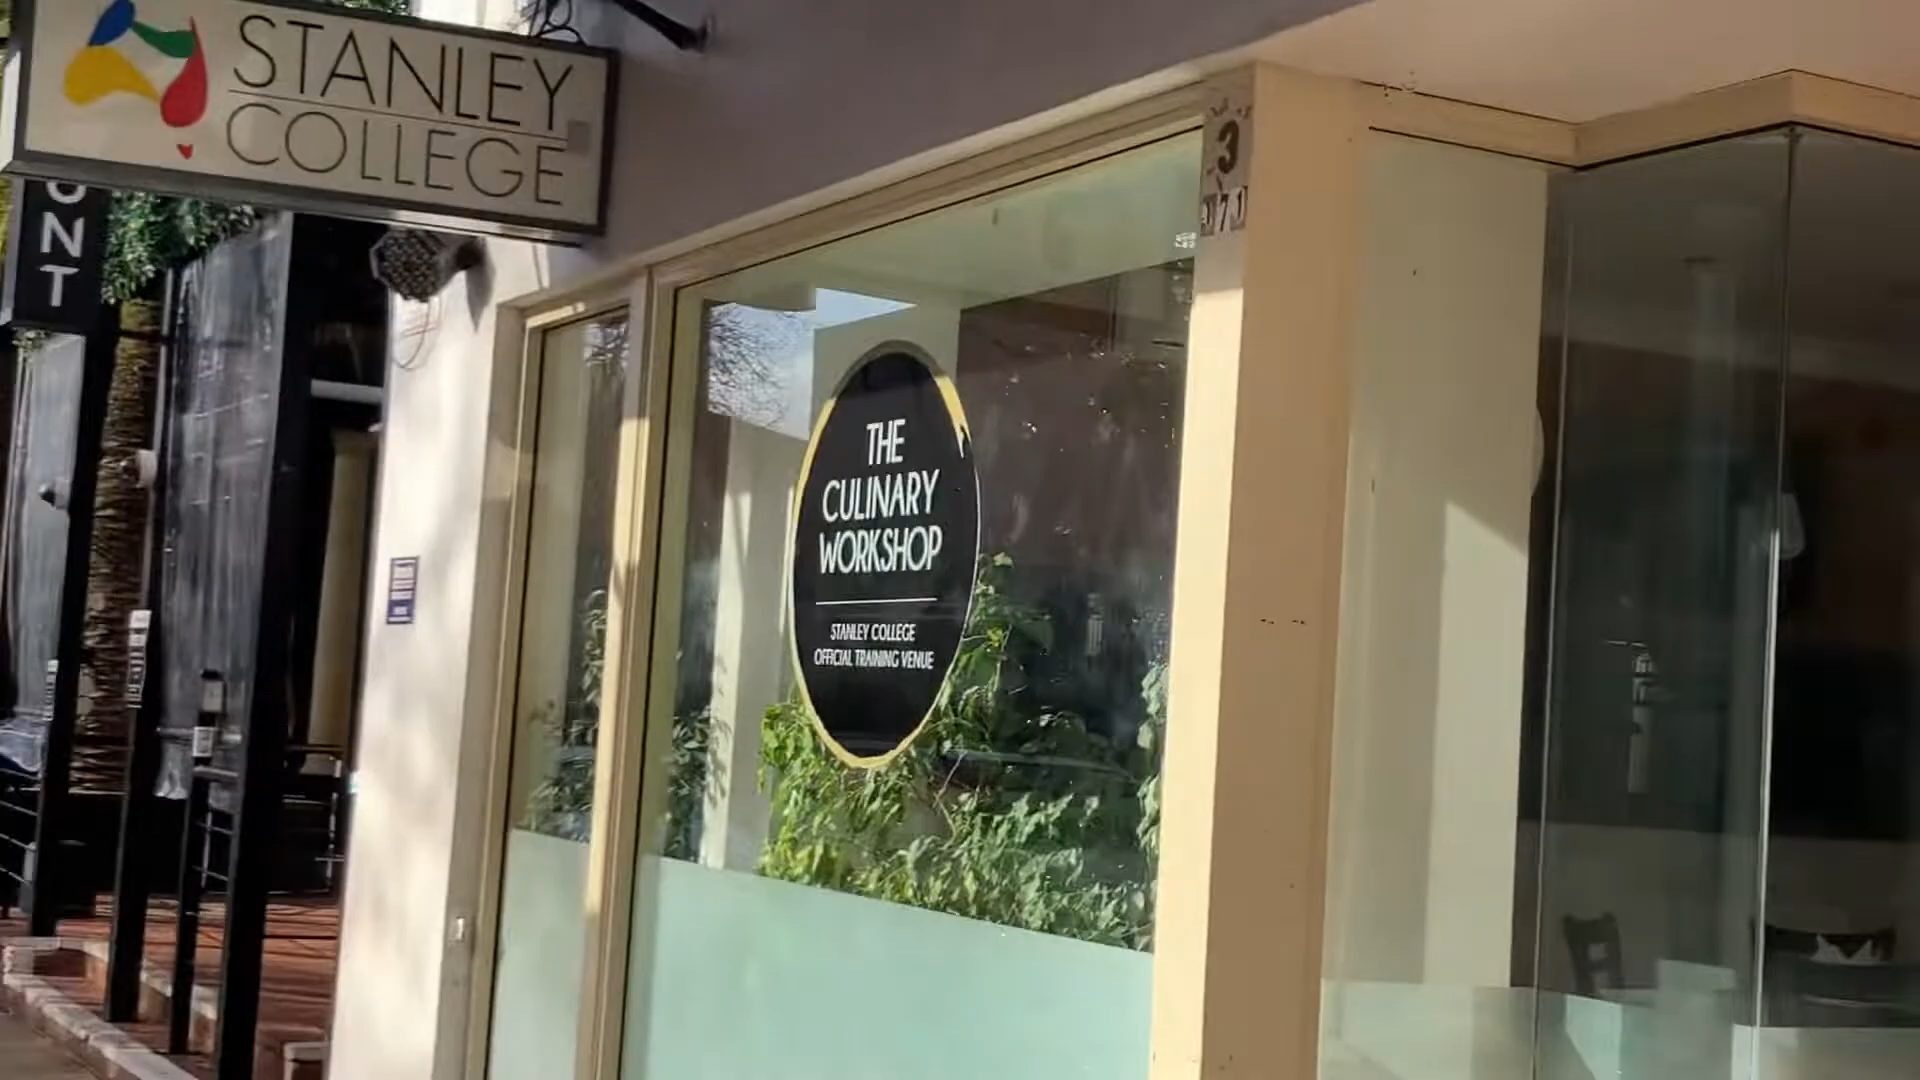 STANLEY
COLLEGE
ONT
3
THE
CULINARY
WORKSHOP
STANLEY COLLEGE
OFFICIAL TRAINING VENUE